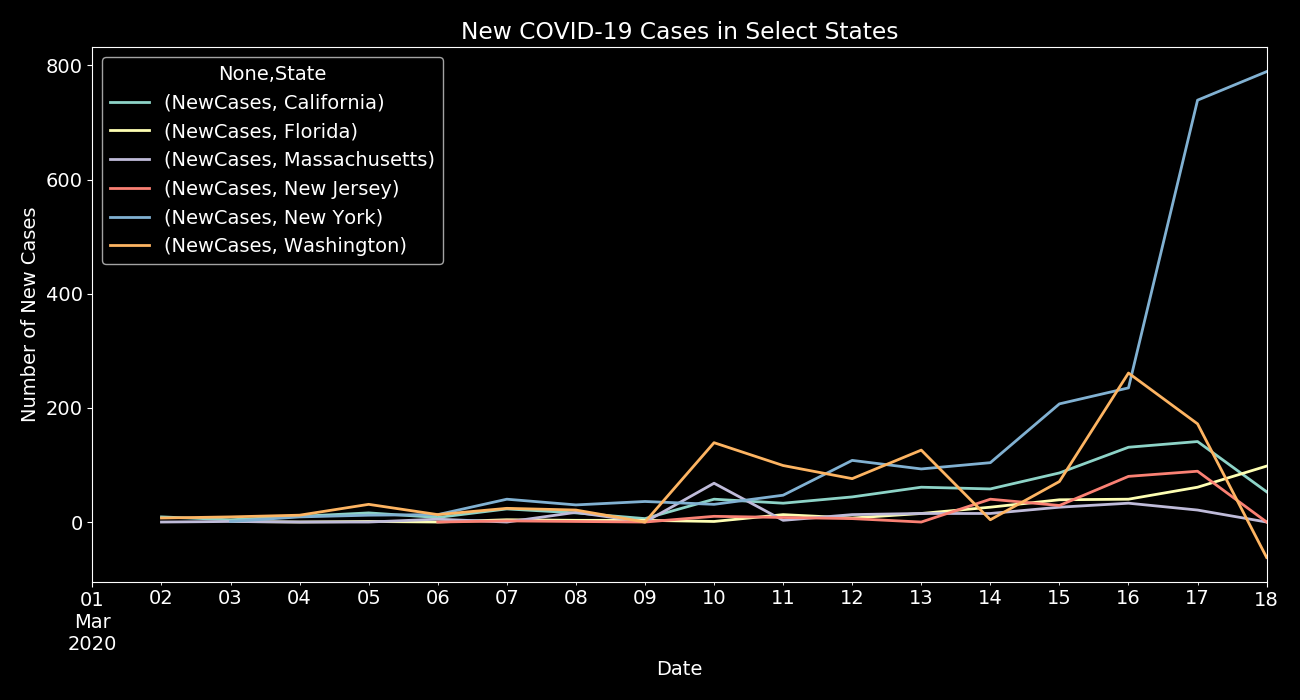 New COVID-19 Cases in Select States
800
600
400
200
0
Number of New Cases
None,State
(NewCases, California)
(NewCases, Florida)
(NewCases, Massachusetts)
(NewCases, New Jersey)
(NewCases, New York)
(NewCases, Washington)
01 02 03 04 05 06 07 08 09 10 11 12 13 14 15 16 17 18
Mar
2020
Date